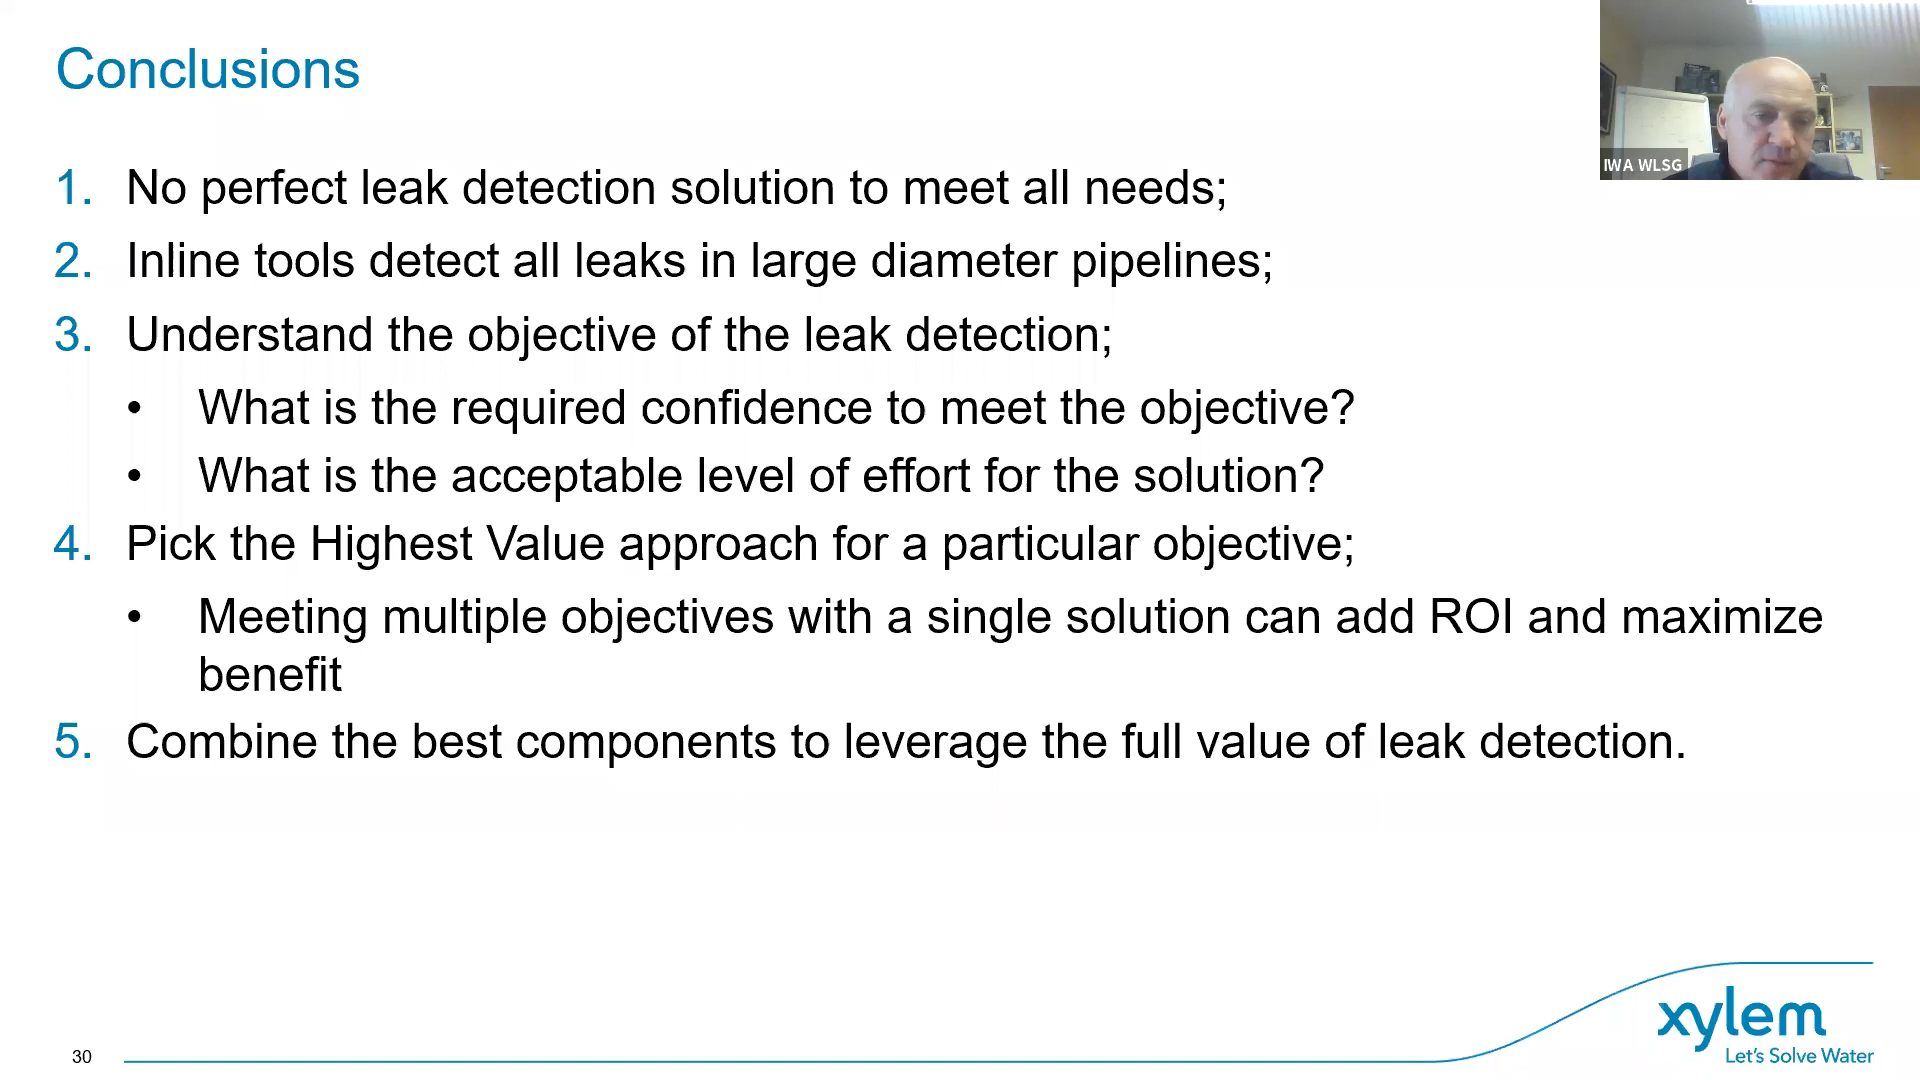 Conclusions
IWA WLSG
1. No perfect leak detection solution to meet all needs;
2. Inline tools detect all leaks in large diameter pipelines;
3. Understand the objective of the leak detection;
• What is the required confidence to meet the objective?
• What is the acceptable level of effort for the solution?
4. Pick the Highest Value approach for a particular objective;
• Meeting multiple objectives with a single solution can add ROI and maximize
benefit
5. Combine the best components to leverage the full value of leak detection.
xylem
Let's Solve Water
30